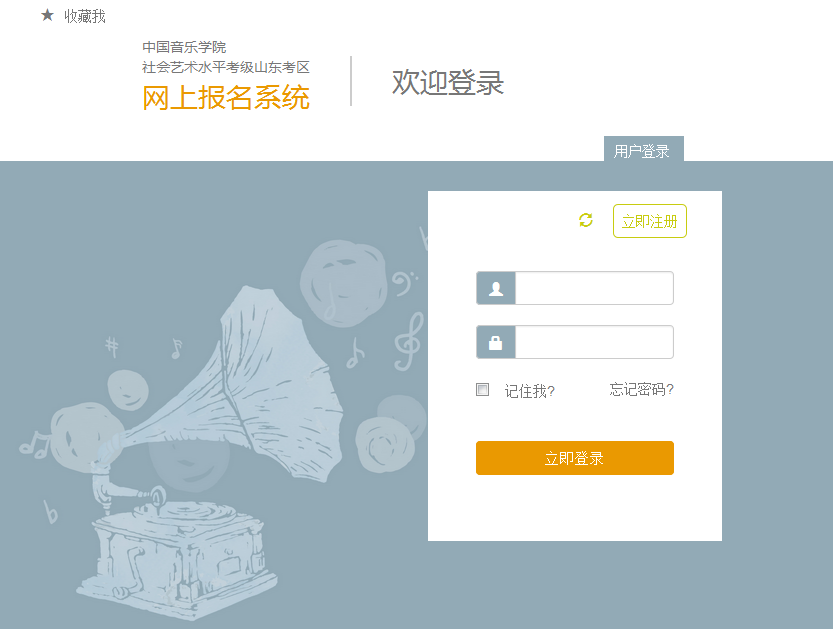 收藏我
中国音乐学院
社会艺术水平考级山东考区
网上报名系统
欢迎登录
用户登录
立即注册
记住我?
忘记密码?
立即登录